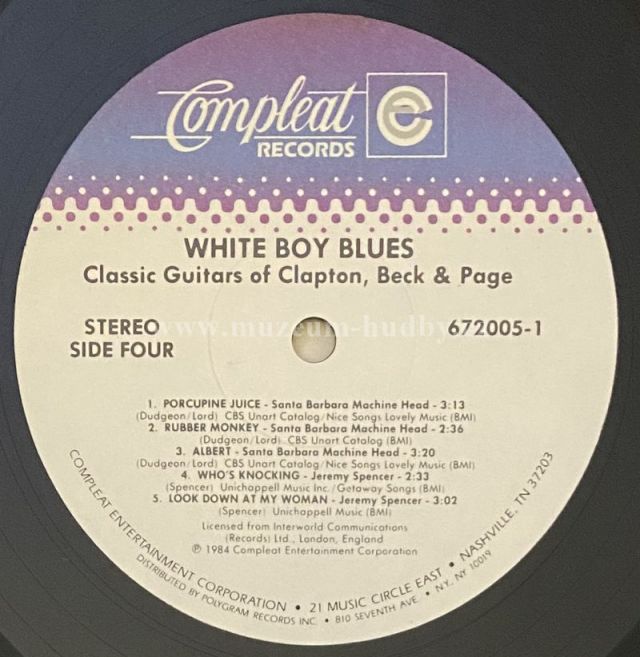 Compleat
RECORDS
WHITE BOY BLUES
Classic Guitars of Clapton, Beck & Page
STEREO
672005-1
www.muzeum-hudby
SIDE FOUR
1. PORCUPINE JUICE - Santa Barbara Machine Head - 3:13
(Dudgeon/Lord) CBS Unart Catalog/Nice Songs Lovely Music (BMI)
2. RUBBER MONKEY - Santa Barbara Machine Head - 2:36
(Dudgeon/Lord) CBS Unart Catalog (BMI)
3. ALBERT - Santa Barbara Machine Head - 3:20
(Dudgeon/Lord) CBS Unart Catalog/Nice Songs Lovely Music (BMI)
4. WHO'S KNOCKING - Jeremy Spencer - 2:33
(Spencer) Unichappell Music Inc./Getaway Songs (BMI)
5. LOOK DOWN AT MY WOMAN - Jeremy Spencer - 3:02
(Spencer) Unichappell Music (BMI)
Licensed from Interworld Communications
(Records) Ltd., London, England
℗ 1984 Compleat Entertainment Corporation
COMPLEAT ENTERTAINMENT CORPORATION • 21 MUSIC CIRCLE EAST • NASHVILLE, TN 37203
DISTRIBUTED BY POLYGRAM RECORDS INC. • 810 SEVENTH AVE. • NY, NY 10019